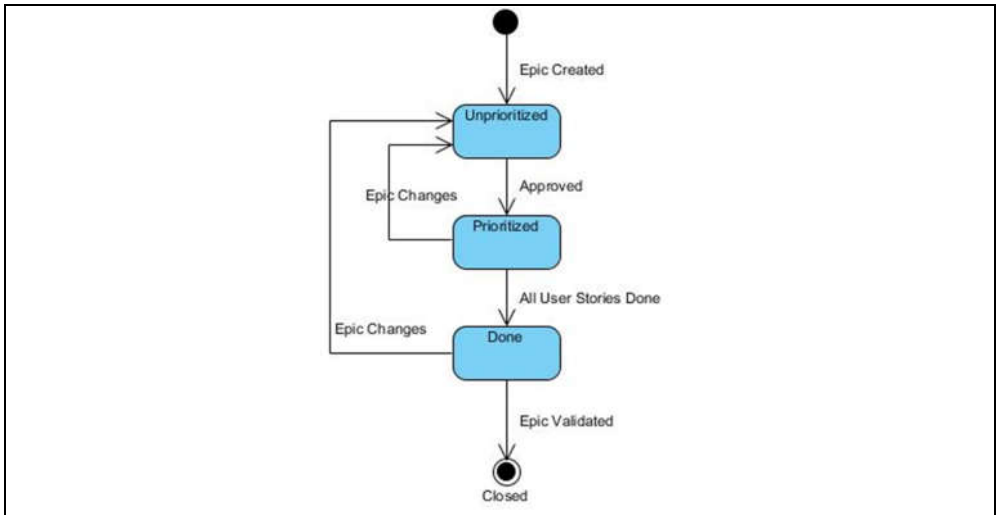 Epic Created
Unprioritized
Approved
Epic Changes
Prioritized
All User Stories Done
Epic Changes
Done
Epic Validated
Closed